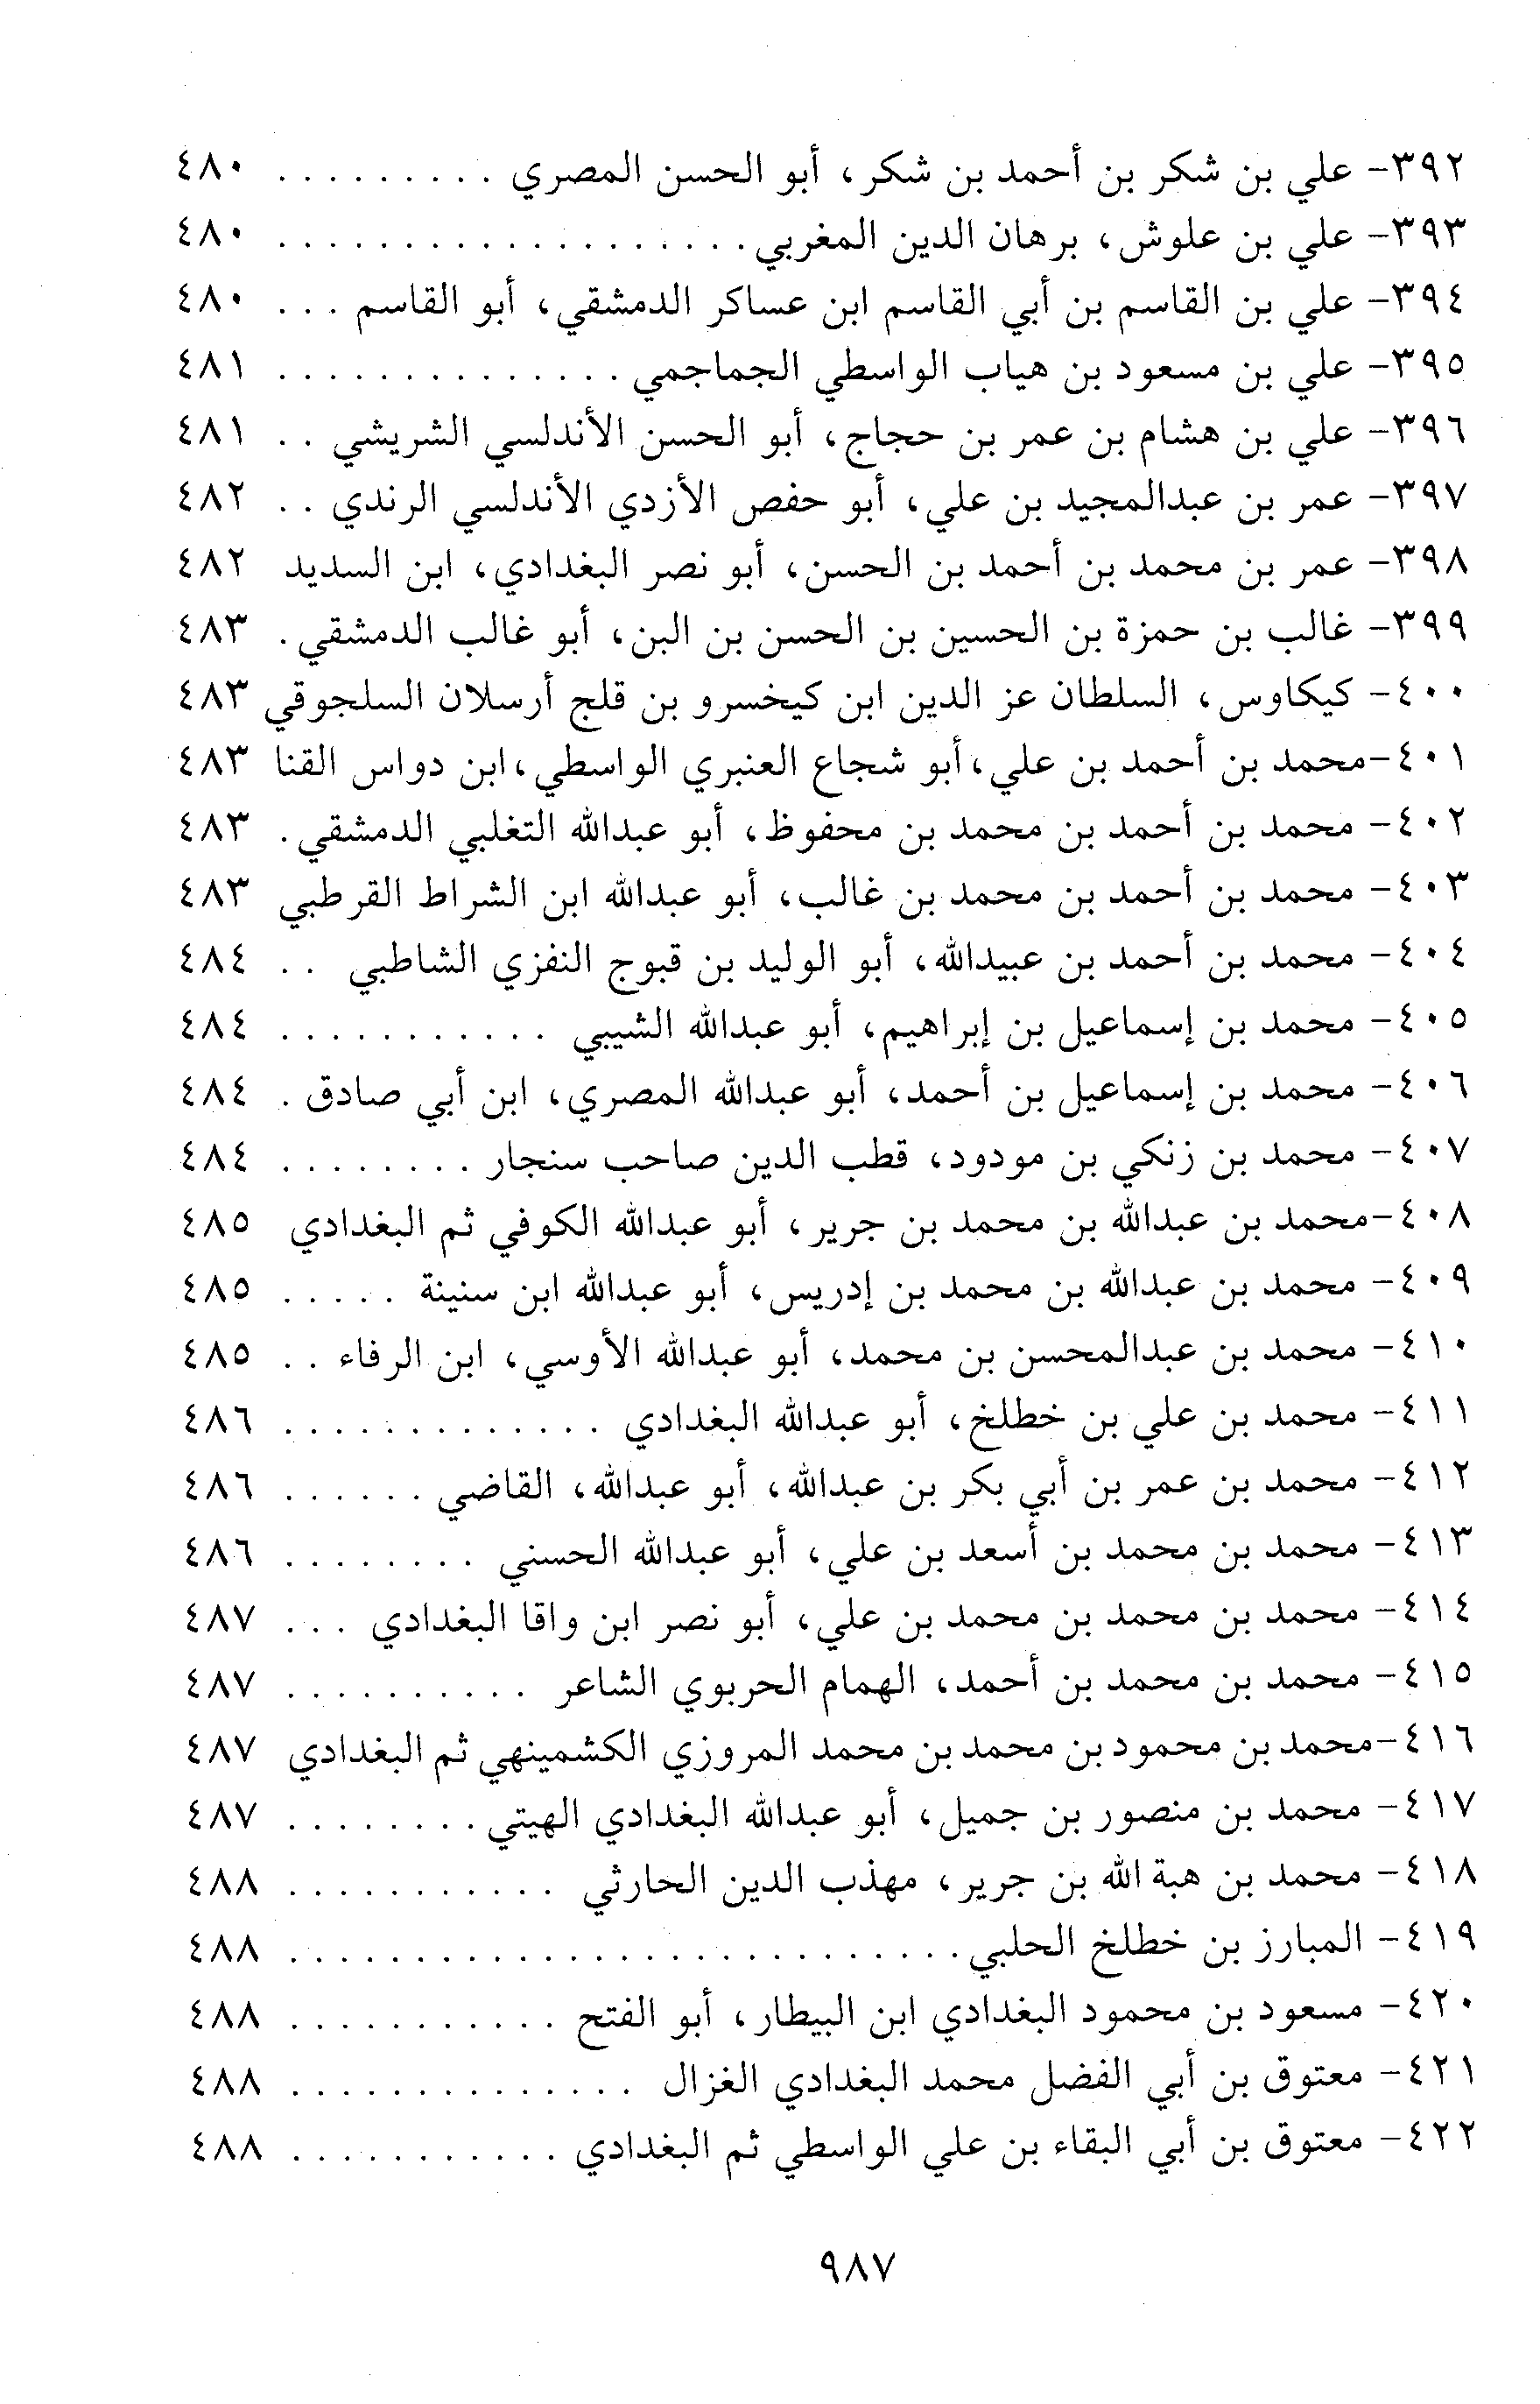 ٣٩٢- علي بن شكر بن أحمد بن شكر، أبو الحسن المصري . . . . . . . . . ٤٨٠
٣٩٣- علي بن علوش، برهان الدين المغربي . . . . . . . . . . . . . . . . . . . ٤٨٠
٣٩٤- علي بن القاسم بن أبي القاسم ابن عساكر الدمشقي، أبو القاسم . . . ٤٨٠
٣٩٥- علي بن مسعود بن هياب الواسطي الجماجمي . . . . . . . . . . . . . . ٤٨١
٣٩٦- علي بن هشام بن عمر بن حجاج، أبو الحسن الأندلسي الشريشي . . ٤٨١
٣٩٧- عمر بن عبدالمجيد بن علي، أبو حفص الأزدي الأندلسي الرندي . . ٤٨٢
٣٩٨- عمر بن محمد بن أحمد بن الحسن، أبو نصر البغدادي، ابن السديد ٤٨٢
٣٩٩- غالب بن حمزة بن الحسين بن الحسن بن البن، أبو غالب الدمشقي . ٤٨٣
٤٠٠- كيكاوس، السلطان عز الدين ابن كيخسرو بن قلج أرسلان السلجوقي ٤٨٣
٤٠١-محمد بن أحمد بن علي، أبو شجاع العنبري الواسطي، ابن دواس القنا ٤٨٣
٤٠٢- محمد بن أحمد بن محمد بن محفوظ، أبو عبدالله التغلبي الدمشقي . ٤٨٣
٤٠٣- محمد بن أحمد بن محمد بن غالب، أبو عبدالله ابن الشراط القرطبي ٤٨٣
٤٠٤- محمد بن أحمد بن عبيدالله، أبو الوليد بن قبوج النفزي الشاطبي . . ٤٨٤
٤٠٥- محمد بن إسماعيل بن إبراهيم، أبو عبدالله الشيبي . . . . . . . . . . . ٤٨٤
٤٠٦- محمد بن إسماعيل بن أحمد، أبو عبدالله المصري، ابن أبي صادق . ٤٨٤
٤٠٧- محمد بن زنكي بن مودود، قطب الدين صاحب سنجار . . . . . . . . ٤٨٤
٤٠٨-محمد بن عبدالله بن محمد بن جرير، أبو عبدالله الكوفي ثم البغدادي ٤٨٥
٤٠٩- محمد بن عبدالله بن محمد بن إدريس، أبو عبدالله ابن سنينة . . . . . ٤٨٥
٤١٠- محمد بن عبدالمحسن بن محمد، أبو عبدالله الأوسي، ابن الرفاء . . ٤٨٥
٤١١- محمد بن علي بن خطلخ، أبو عبدالله البغدادي . . . . . . . . . . . . . ٤٨٦
٤١٢- محمد بن عمر بن أبي بكر بن عبدالله، أبو عبدالله، القاضي . . . . . . ٤٨٦
٤١٣- محمد بن محمد بن أسعد بن علي، أبو عبدالله الحسني . . . . . . . . ٤٨٦
٤١٤- محمد بن محمد بن محمد بن علي، أبو نصر ابن واقا البغدادي . . . ٤٨٧
٤١٥- محمد بن محمد بن أحمد، الهمام الحربوي الشاعر . . . . . . . . . . ٤٨٧
٤١٦-محمد بن محمود بن محمد بن محمد المروزي الكشميهني ثم البغدادي ٤٨٧
٤١٧- محمد بن منصور بن جميل، أبو عبدالله البغدادي الهيتي . . . . . . . . ٤٨٧
٤١٨- محمد بن هبة الله بن جرير، مهذب الدين الحارثي . . . . . . . . . . . ٤٨٨
٤١٩- المبارز بن خطلخ الحلبي . . . . . . . . . . . . . . . . . . . . . . . . . . . ٤٨٨
٤٢٠- مسعود بن محمود البغدادي ابن البيطار، أبو الفتح . . . . . . . . . . . ٤٨٨
٤٢١- معتوق بن أبي الفضل محمد البغدادي الغزال . . . . . . . . . . . . . . ٤٨٨
٤٢٢- معتوق بن أبي البقاء بن علي الواسطي ثم البغدادي . . . . . . . . . . . ٤٨٨
٩٨٧